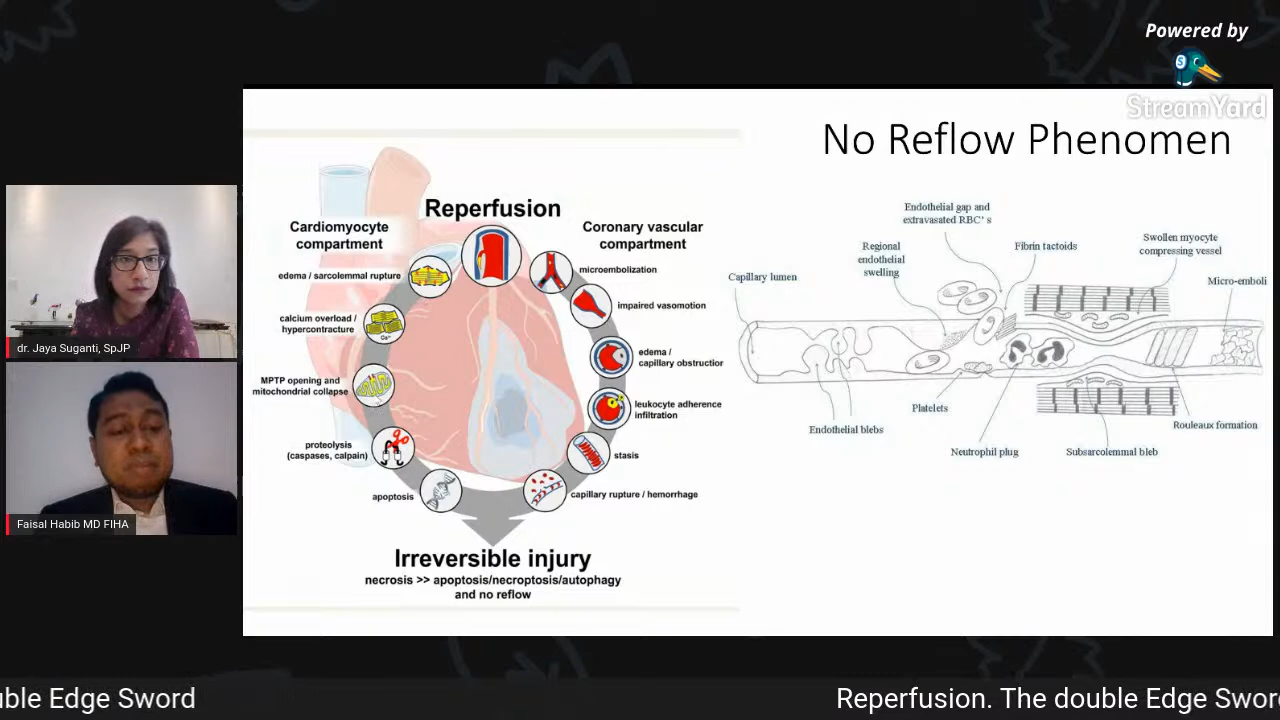 Powered by
StreamYard
No Reflow Phenomen
Reperfusion
Cardiomyocyte
compartment
Coronary vascular
compartment
edema / sarcolemmal rupture
calcium overload /
hypercontracture
Ca²⁺
MPTP opening and
mitochondrial collapse
proteolysis
(caspases, calpain)
apoptosis
microembolization
impaired vasomotion
edema /
capillary obstruction
leukocyte adherence
infiltration
stasis
capillary rupture / hemorrhage
Irreversible injury
necrosis >> apoptosis/necroptosis/autophagy
and no reflow
Endothelial gap and
extravasated RBC' s
Regional
endothelial
swelling
Fibrin tactoids
Swollen myocyte
compressing vessel
Capillary lumen
Micro-emboli
Endothelial blebs
Platelets
Neutrophil plug
Subsarcolemmal bleb
Rouleaux formation
dr. Jaya Suganti, SpJP
Faisal Habib MD FIHA
uble Edge Sword
Reperfusion. The double Edge Swor